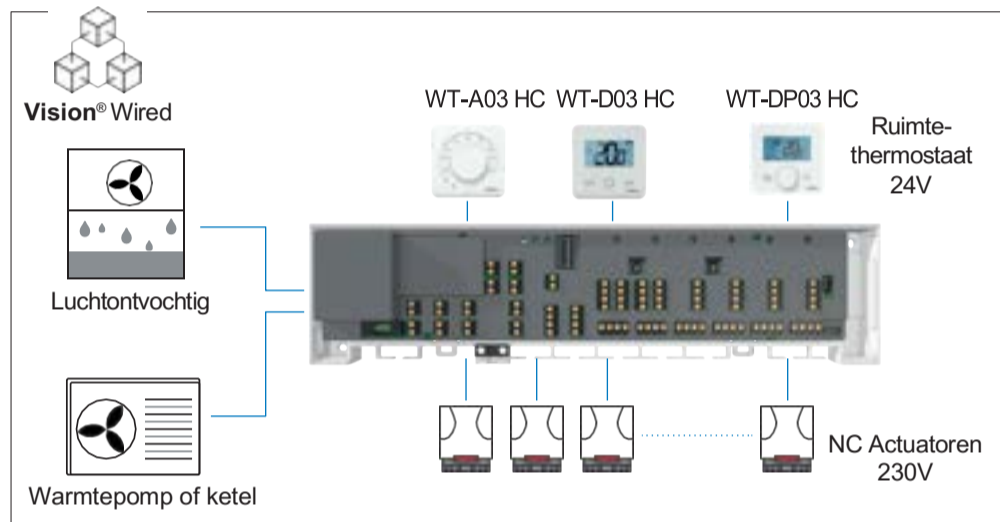 Vision® Wired
WT-A03 HC
WT-D03 HC
WT-DP03 HC
Ruimte-
thermostaat
24V
Luchtontvochtig
Warmtepomp of ketel
NC Actuatoren
230V